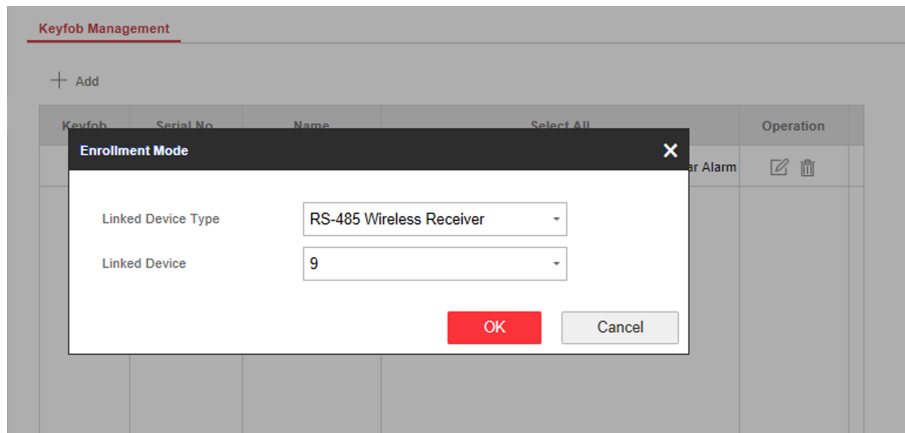 Keyfob Management
+ Add
Keyfob Serial No Name Select All Operation
Enrollment Mode
ar Alarm
Linked Device Type RS-485 Wireless Receiver
Linked Device 9
OK Cancel